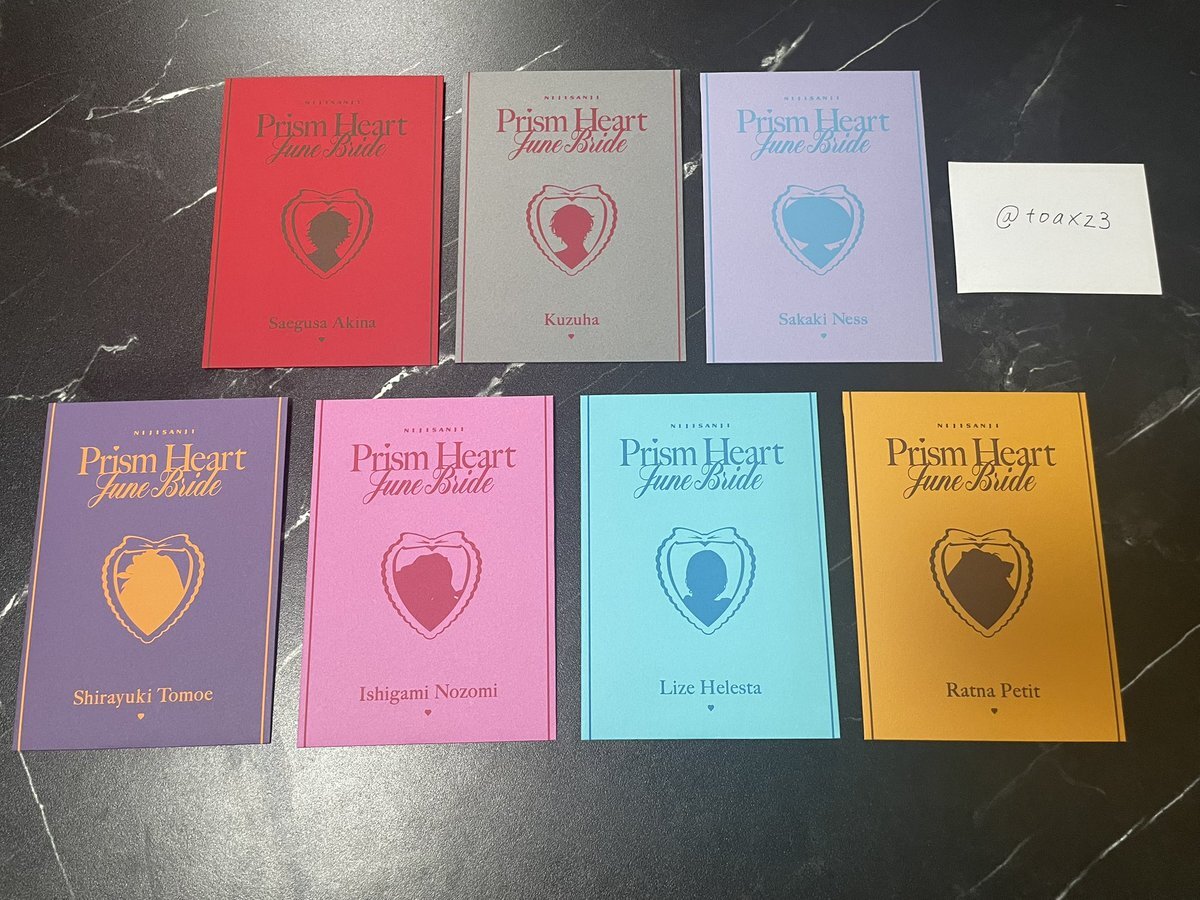 NIJISANJI
Prism Heart
June Bride
Saegusa Akina
NIJISANJI
Prism Heart
June Bride
Kuzuha
NIJISANJI
Prism Heart
June Bride
Sakaki Ness
@toaxz3
NIJISANJI
Prism Heart
June Bride
Shirayuki Tomoe
NIJISANJI
Prism Heart
June Bride
Ishigami Nozomi
NIJISANJI
Prism Heart
June Bride
Lize Helesta
NIJISANJI
Prism Heart
June Bride
Ratna Petit